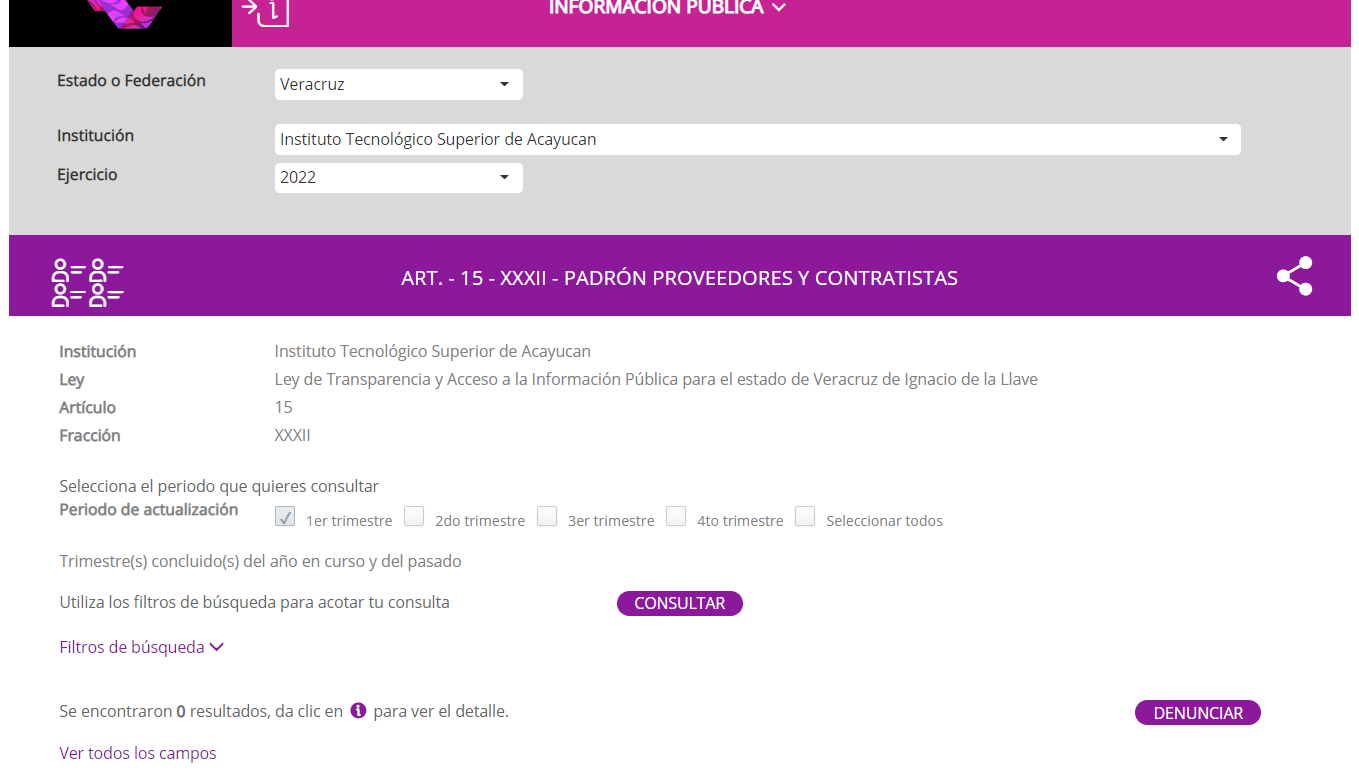 INFORMACIÓN PÚBLICA
Estado o Federación Veracruz
Institución Instituto Tecnológico Superior de Acayucan
Ejercicio 2022
ART. - 15 - XXXII - PADRÓN PROVEEDORES Y CONTRATISTAS
Institución Instituto Tecnológico Superior de Acayucan
Ley Ley de Transparencia y Acceso a la Información Pública para el estado de Veracruz de Ignacio de la Llave
Artículo 15
Fracción XXXII
Selecciona el periodo que quieres consultar
Periodo de actualización 1er trimestre 2do trimestre 3er trimestre 4to trimestre Seleccionar todos
Trimestre(s) concluido(s) del año en curso y del pasado
Utiliza los filtros de búsqueda para acotar tu consulta CONSULTAR
Filtros de búsqueda
Se encontraron 0 resultados, da clic en i para ver el detalle. DENUNCIAR
Ver todos los campos